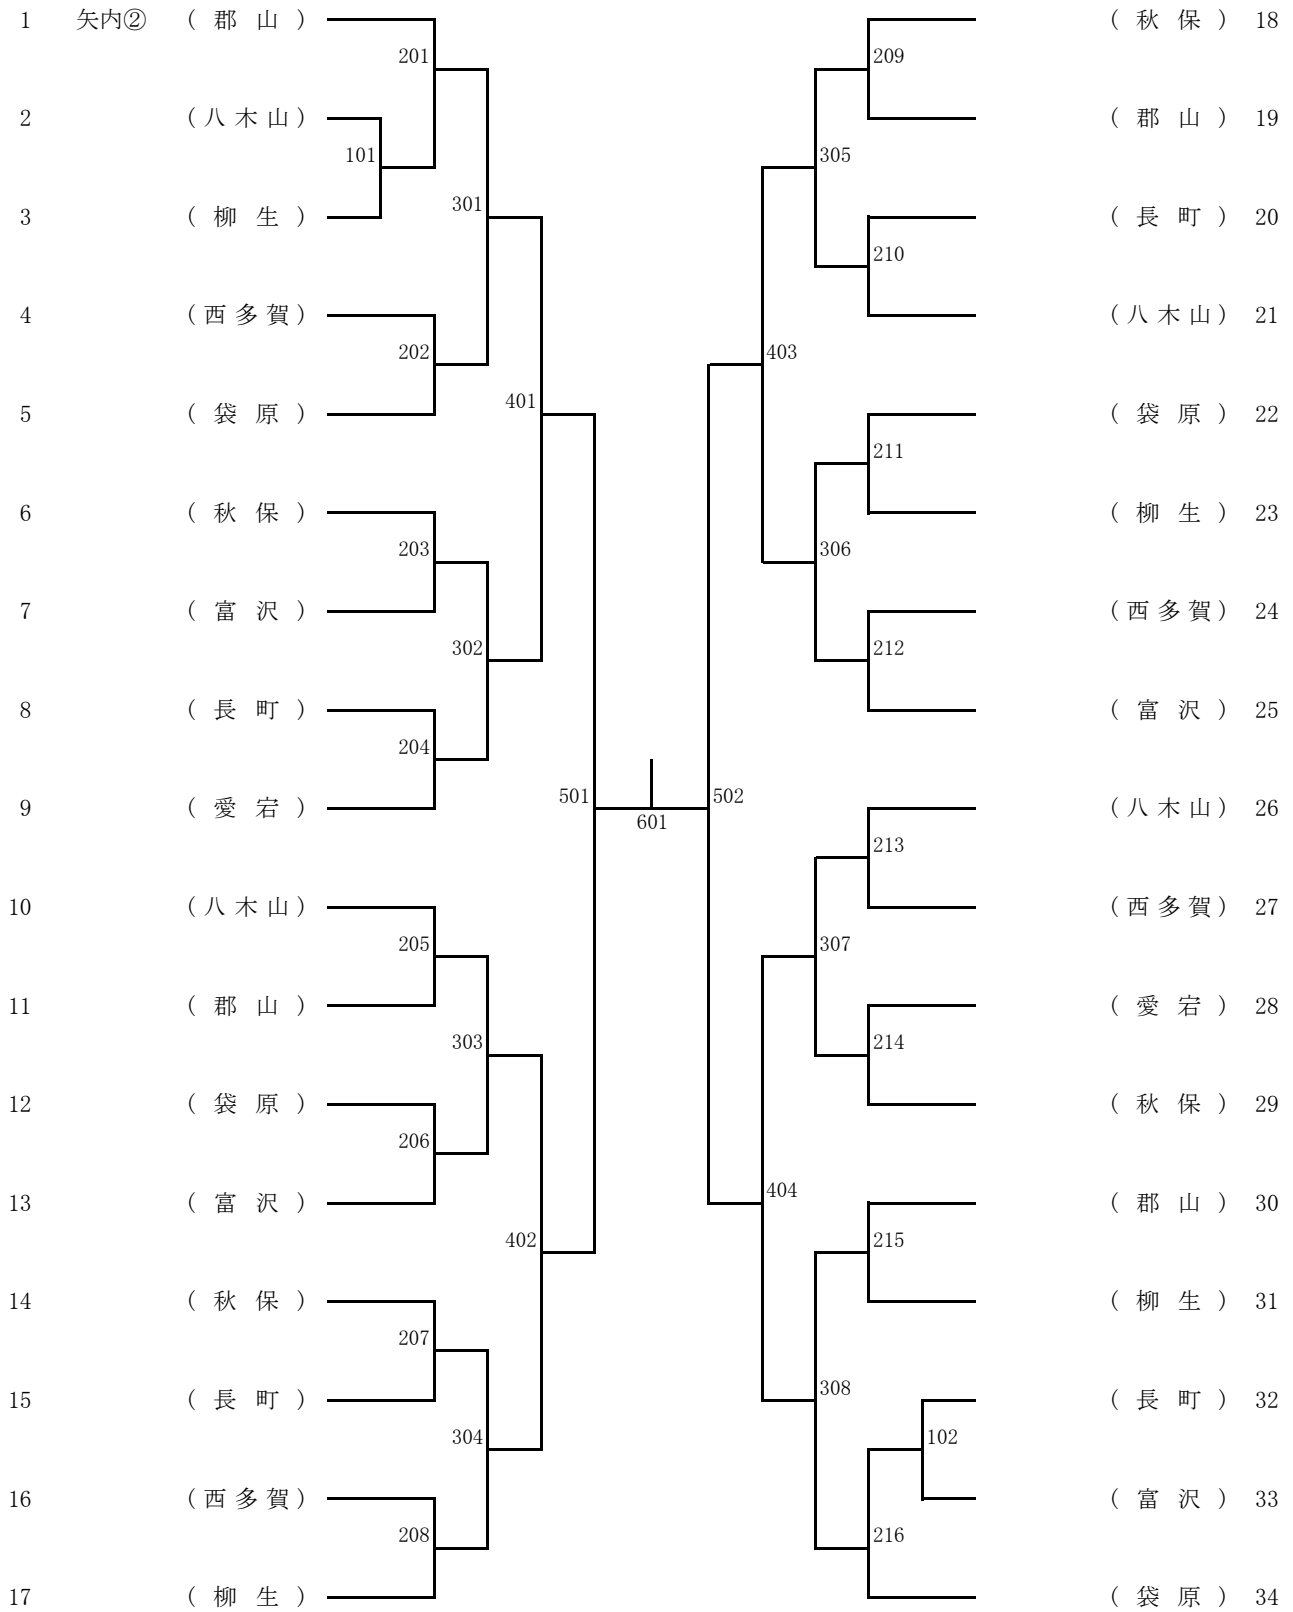 1 矢内② （ 郡 山 ）
201
2 （八 木 山）
101
3 （ 柳 生 ）
301
4 （西 多 賀）
202
5 （ 袋 原 ）
401
6 （ 秋 保 ）
203
7 （ 富 沢 ）
302
8 （ 長 町 ）
204
9 （ 愛 宕 ）
501
601
10 （八 木 山）
205
11 （ 郡 山 ）
303
12 （ 袋 原 ）
206
13 （ 富 沢 ）
402
14 （ 秋 保 ）
207
15 （ 長 町 ）
304
16 （西 多 賀）
208
17 （ 柳 生 ）
（ 秋 保 ） 18
209
（ 郡 山 ） 19
305
（ 長 町 ） 20
210
（八 木 山） 21
403
（ 袋 原 ） 22
211
（ 柳 生 ） 23
306
（西 多 賀） 24
212
（ 富 沢 ） 25
502
（八 木 山） 26
213
（西 多 賀） 27
307
（ 愛 宕 ） 28
214
（ 秋 保 ） 29
404
（ 郡 山 ） 30
215
（ 柳 生 ） 31
308
（ 長 町 ） 32
102
（ 富 沢 ） 33
216
（ 袋 原 ） 34